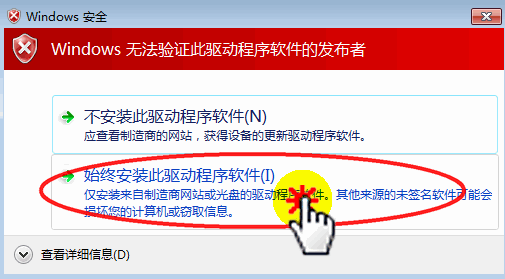 Windows 安全
Windows 无法验证此驱动程序软件的发布者
不安装此驱动程序软件(N)
应查看制造商的网站，获得设备的更新驱动程序软件。
始终安装此驱动程序软件(I)
仅安装来自制造商网站或光盘的驱动程序软件。其他来源的未签名软件可能会
损坏您的计算机或窃取信息。
查看详细信息(D)